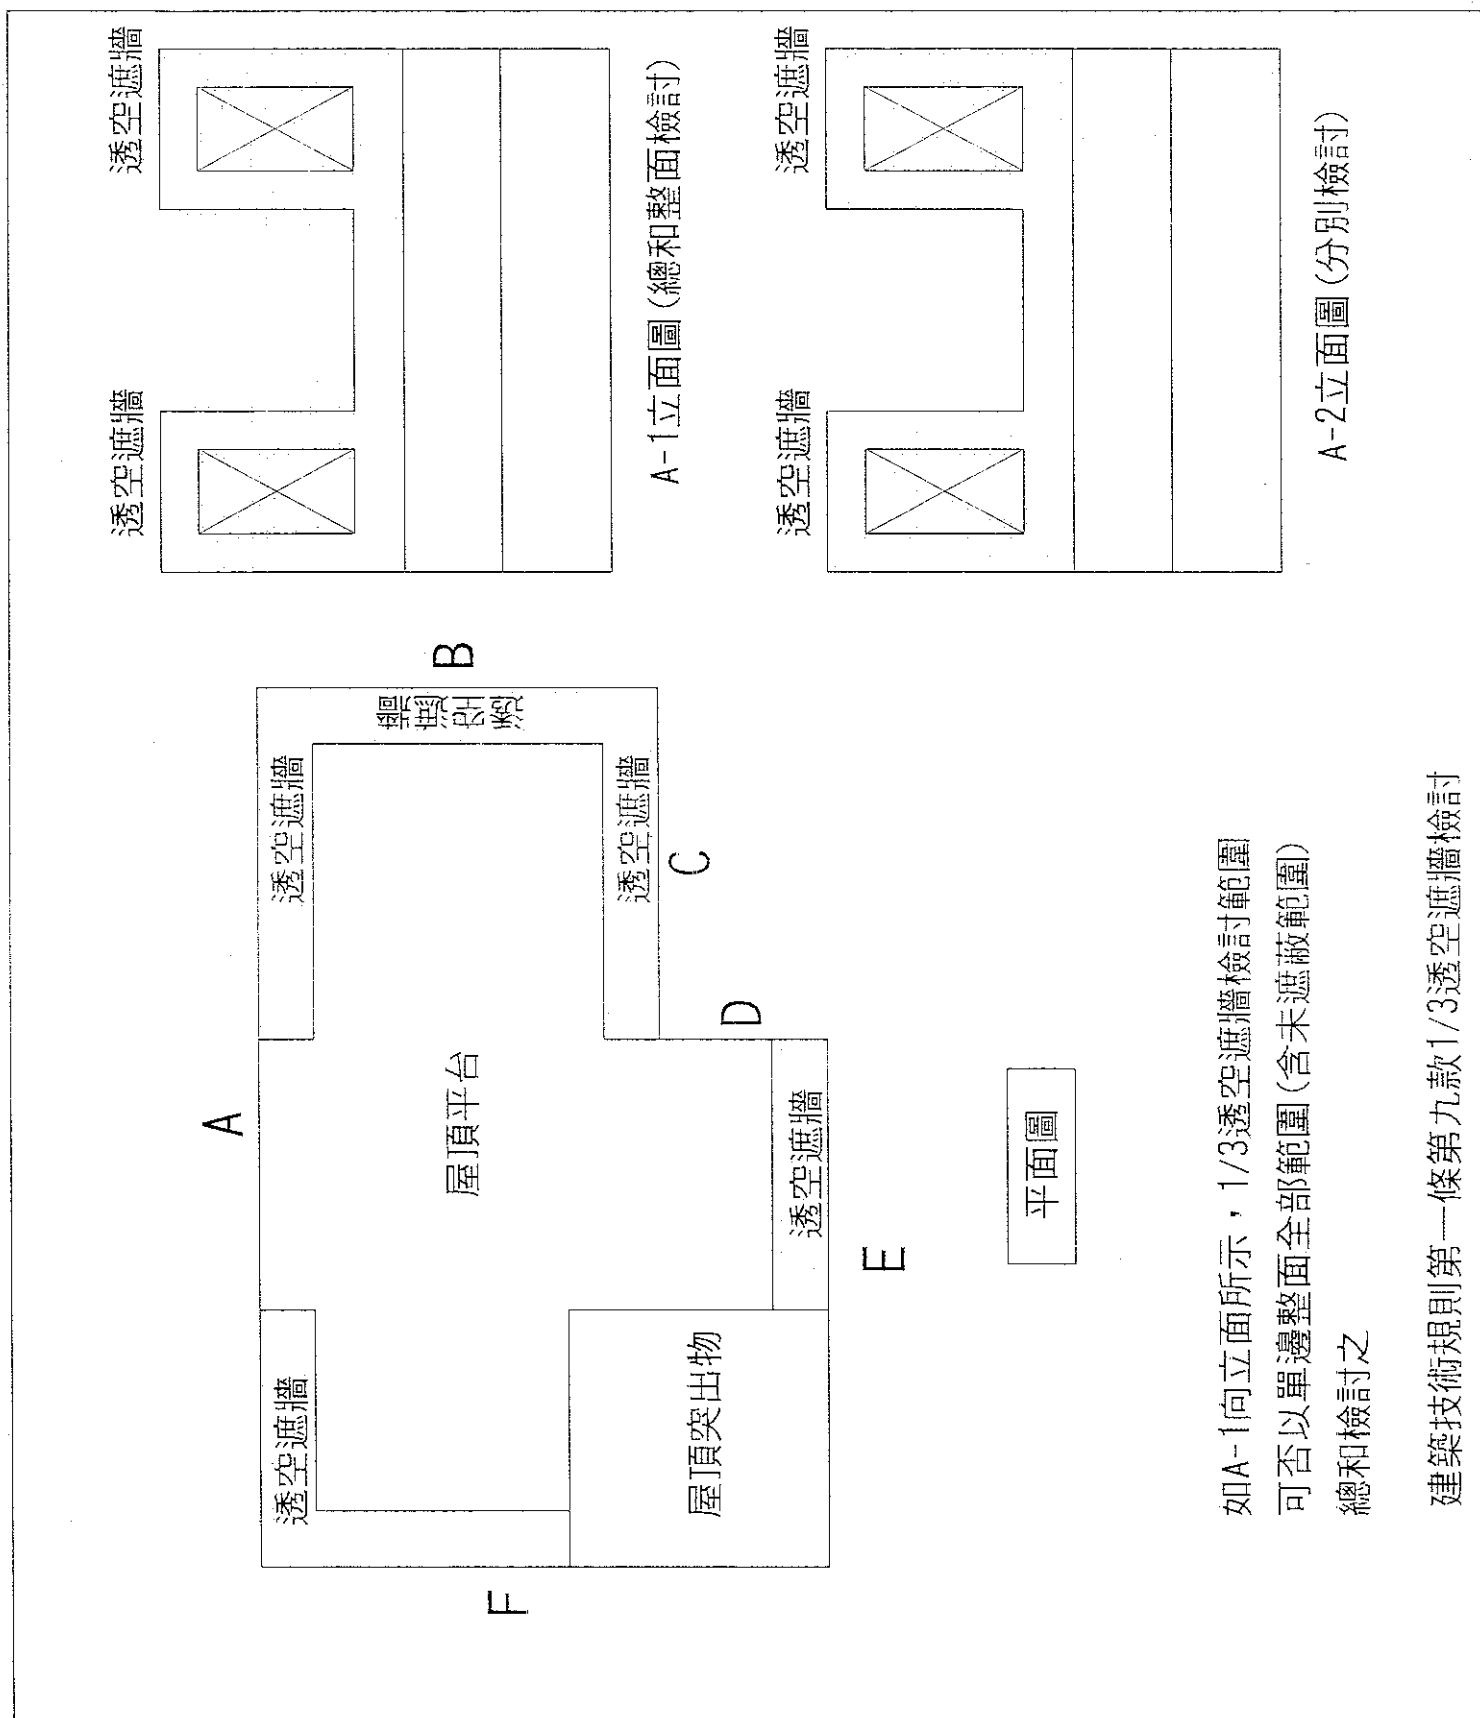 A
B
C
D
E
F
透空遮牆
透空遮牆
透空遮牆
透空遮牆
透空遮牆
屋頂平台
屋頂突出物
平面圖
透空遮牆
透空遮牆
A-1立面圖(總和整面檢討)
透空遮牆
透空遮牆
A-2立面圖(分別檢討)
如A-1向立面所示，1/3透空遮牆檢討範圍
可否以單邊整面全部範圍(含未遮蔽範圍)
總和檢討之
建築技術規則第一條第九款1/3透空遮牆檢討